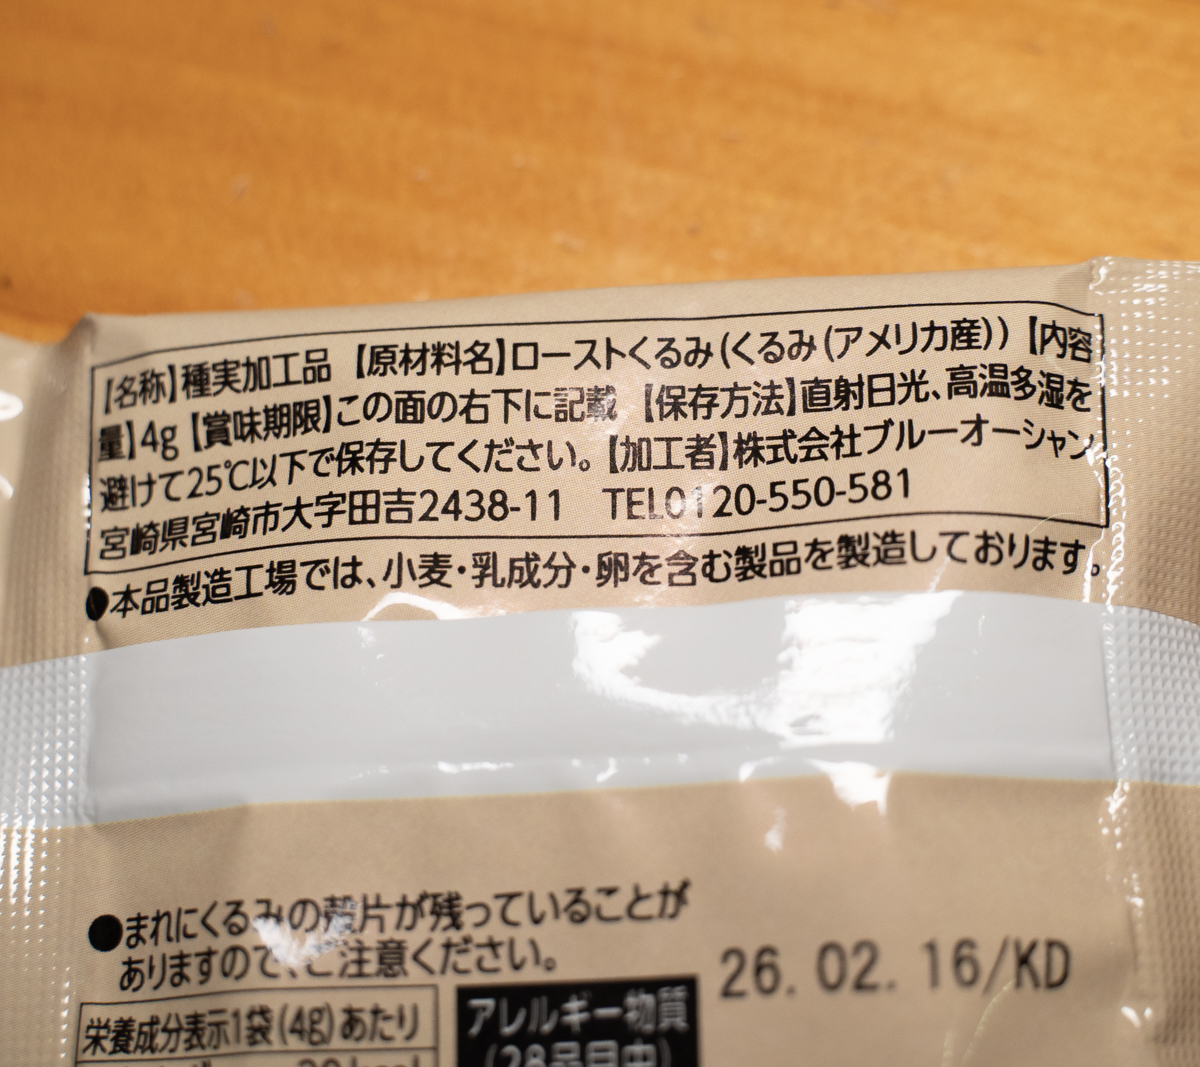 【名称】種実加工品 【原材料名】ローストくるみ(くるみ(アメリカ産)) 【内容
量】4g 【賞味期限】この面の右下に記載 【保存方法】直射日光、高温多湿を
避けて25℃以下で保存してください。【加工者】株式会社ブルーオーシャン
宮崎県宮崎市大字田吉2438-11 TEL0120-550-581
●本品製造工場では、小麦・乳成分・卵を含む製品を製造しております。
●まれにくるみの殻片が残っていることが
ありますので、ご注意ください。
26.02.16/KD
栄養成分表示1袋(4g)あたり
アレルギー物質
(28品目中)